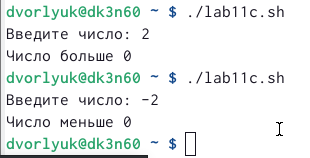 dvorlyuk@dk3n60 ~ $ ./lab11c.sh
Введите число: 2
Число больше 0
dvorlyuk@dk3n60 ~ $ ./lab11c.sh
Введите число: -2
Число меньше 0
dvorlyuk@dk3n60 ~ $